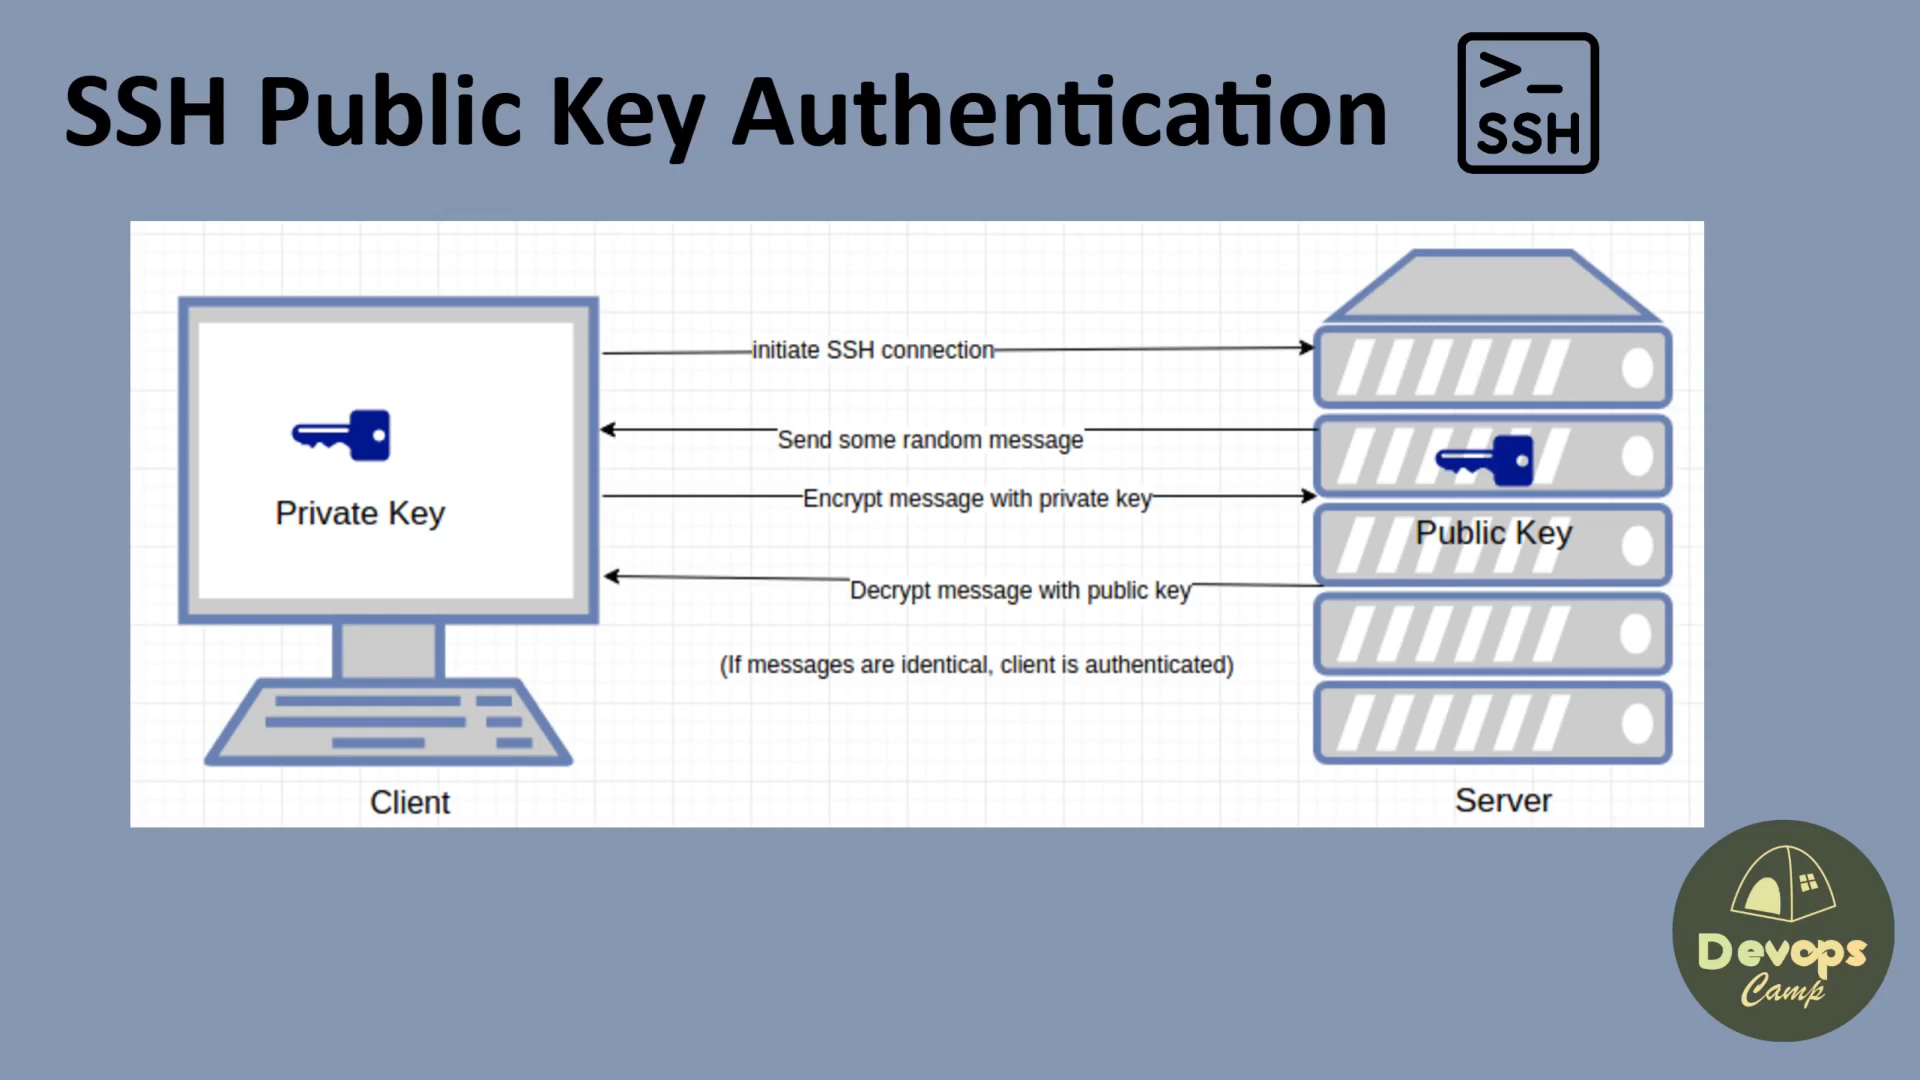 SSH Public Key Authentication
>_
SSH
initiate SSH connection
Send some random message
Encrypt message with private key
Private Key
Public Key
Decrypt message with public key
(If messages are identical, client is authenticated)
Client
Server
Devops
Camp